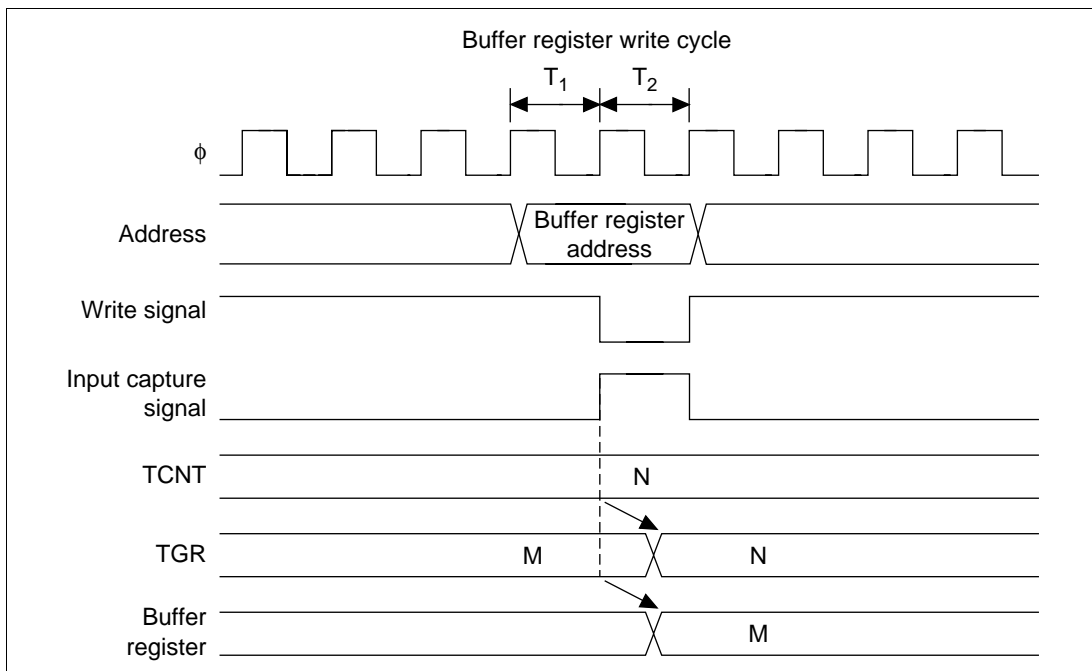 Buffer register write cycle
T1 T2
ϕ
Address
Buffer register
address
Write signal
Input capture
signal
TCNT
N
TGR
M N
Buffer
register
M